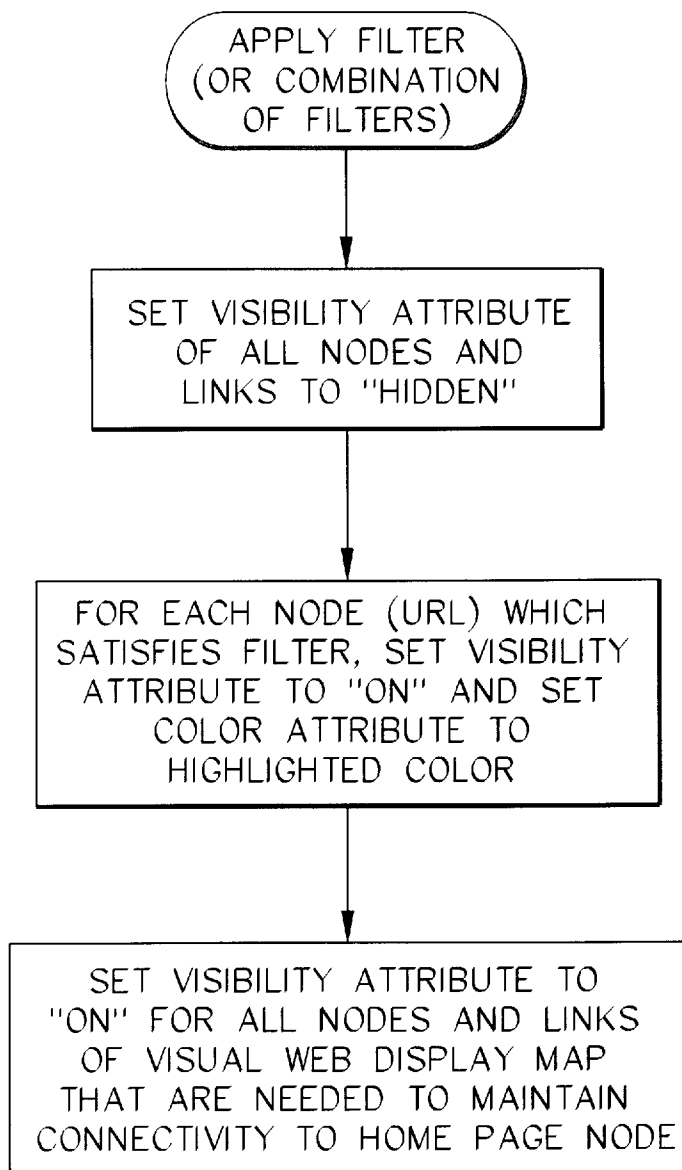 APPLY FILTER
(OR COMBINATION
OF FILTERS)
SET VISIBILITY ATTRIBUTE
OF ALL NODES AND
LINKS TO "HIDDEN"
FOR EACH NODE (URL) WHICH
SATISFIES FILTER, SET VISIBILITY
ATTRIBUTE TO "ON" AND SET
COLOR ATTRIBUTE TO
HIGHLIGHTED COLOR
SET VISIBILITY ATTRIBUTE TO
"ON" FOR ALL NODES AND LINKS
OF VISUAL WEB DISPLAY MAP
THAT ARE NEEDED TO MAINTAIN
CONNECTIVITY TO HOME PAGE NODE